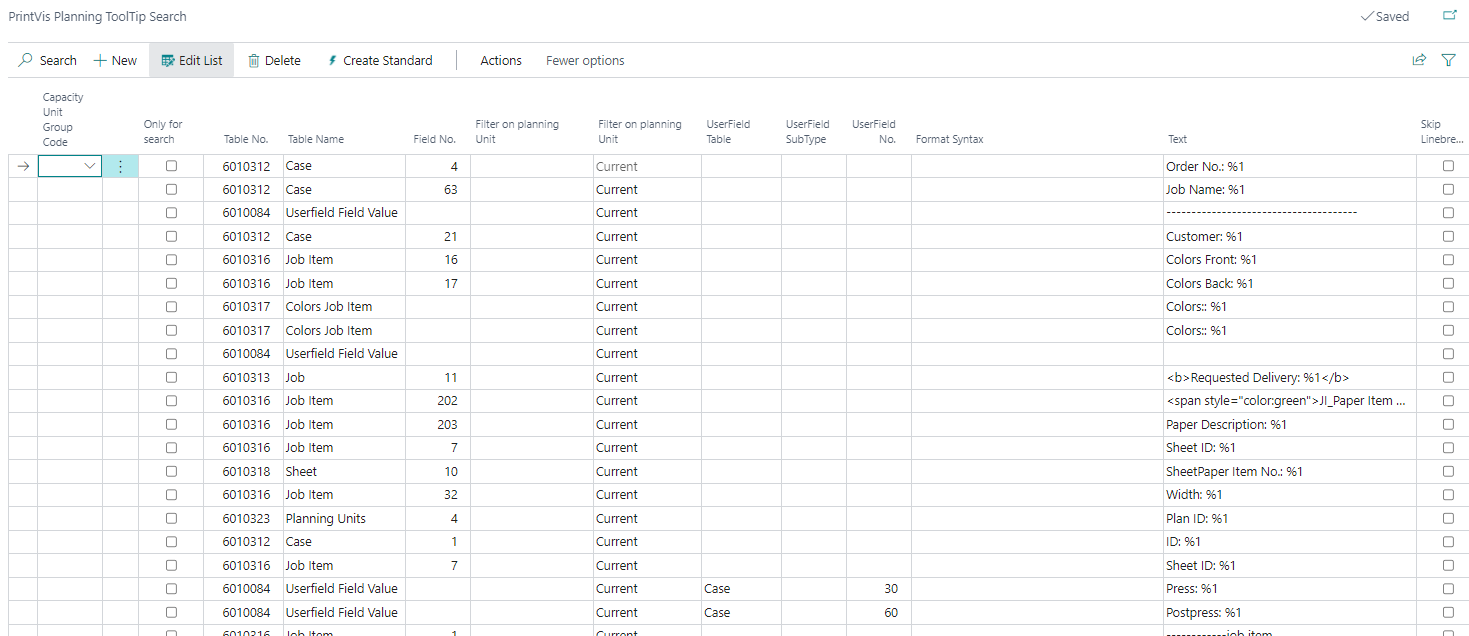 PrintVis Planning ToolTip Search
Saved
Search New Edit List Delete Create Standard Actions Fewer options
Capacity Unit Group Code
Only for search
Table No.
Table Name
Field No.
Filter on planning Unit
Filter on planning Unit
UserField Table
UserField SubType
UserField No.
Format Syntax
Text
Skip Linebre...
6010312 Case 4 Current Order No.: %1
6010312 Case 63 Current Job Name: %1
6010084 Userfield Field Value Current --------------------------------------
6010312 Case 21 Current Customer: %1
6010316 Job Item 16 Current Colors Front: %1
6010316 Job Item 17 Current Colors Back: %1
6010317 Colors Job Item Current Colors:: %1
6010317 Colors Job Item Current Colors:: %1
6010084 Userfield Field Value Current
6010313 Job 11 Current <b>Requested Delivery: %1</b>
6010316 Job Item 202 Current <span style="color:green">JI_Paper Item ...
6010316 Job Item 203 Current Paper Description: %1
6010316 Job Item 7 Current Sheet ID: %1
6010318 Sheet 10 Current SheetPaper Item No.: %1
6010316 Job Item 32 Current Width: %1
6010323 Planning Units 4 Current Plan ID: %1
6010312 Case 1 Current ID: %1
6010316 Job Item 7 Current Sheet ID: %1
6010084 Userfield Field Value Current Case 30 Press: %1
6010084 Userfield Field Value Current Case 60 Postpress: %1
6010316 Job Item 1 Current ------------job item